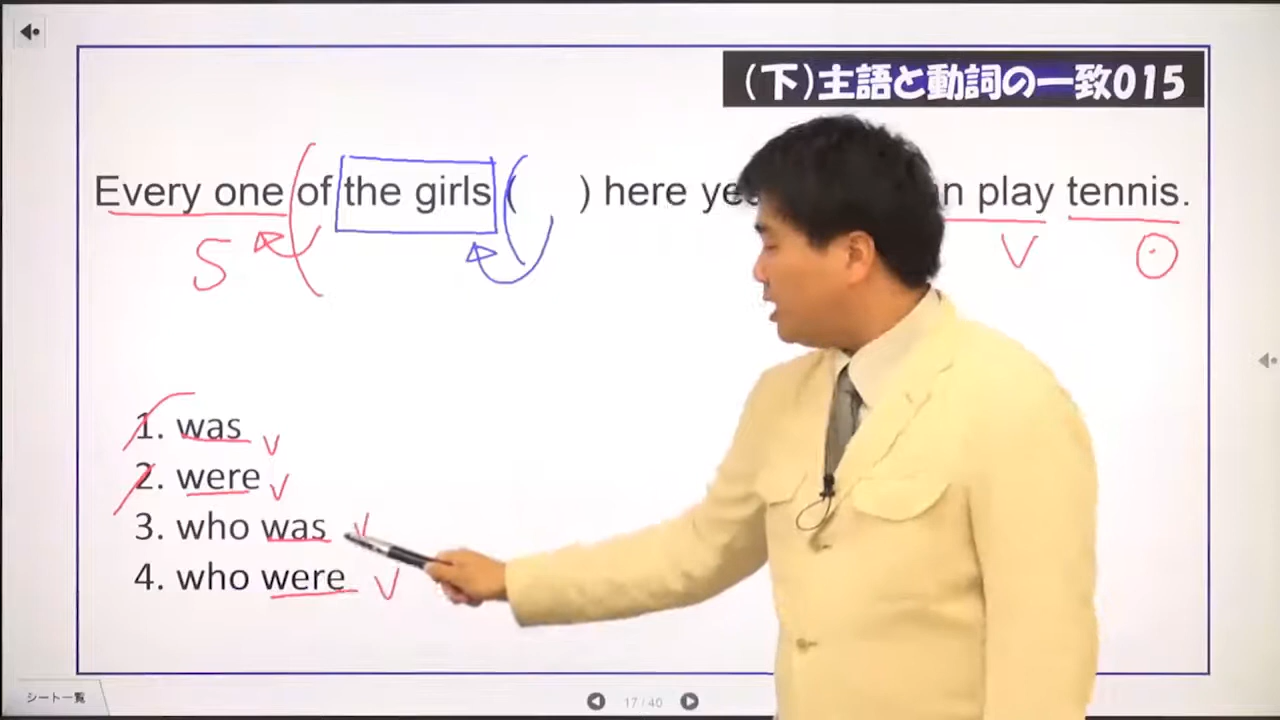 (下)主語と動詞の一致015
Every one of the girls ( ) here play tennis.
S V O
1. was V
2. were V
3. who was V
4. who were V
シート一覧
17/40